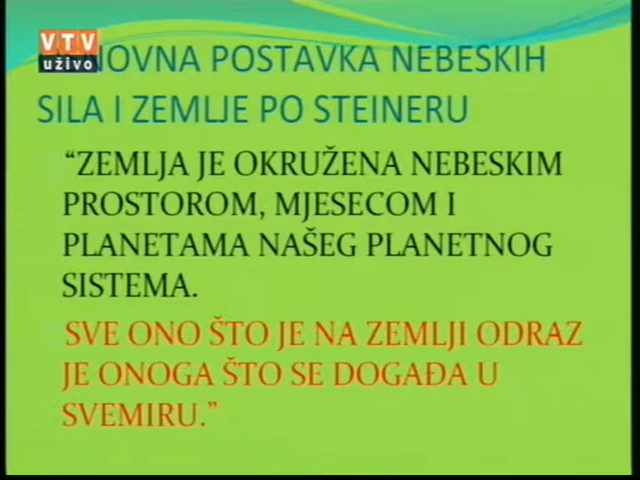 VTV
uživo
NOVNA POSTAVKA NEBESKIH
SILA I ZEMLJE PO STEINERU
“ZEMLJA JE OKRUŽENA NEBESKIM
PROSTOROM, MJESECOM I
PLANETAMA NAŠEG PLANETNOG
SISTEMA.
SVE ONO ŠTO JE NA ZEMLJI ODRAZ
JE ONOGA ŠTO SE DOGAĐA U
SVEMIRU.”